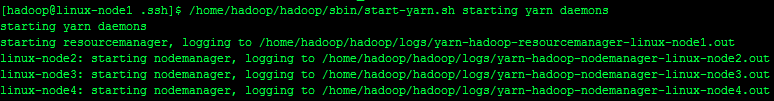 [hadoop@linux-node1 .ssh]$ /home/hadoop/hadoop/sbin/start-yarn.sh starting yarn daemons
starting yarn daemons
starting resourcemanager, logging to /home/hadoop/hadoop/logs/yarn-hadoop-resourcemanager-linux-node1.out
linux-node2: starting nodemanager, logging to /home/hadoop/hadoop/logs/yarn-hadoop-nodemanager-linux-node2.out
linux-node3: starting nodemanager, logging to /home/hadoop/hadoop/logs/yarn-hadoop-nodemanager-linux-node3.out
linux-node4: starting nodemanager, logging to /home/hadoop/hadoop/logs/yarn-hadoop-nodemanager-linux-node4.out